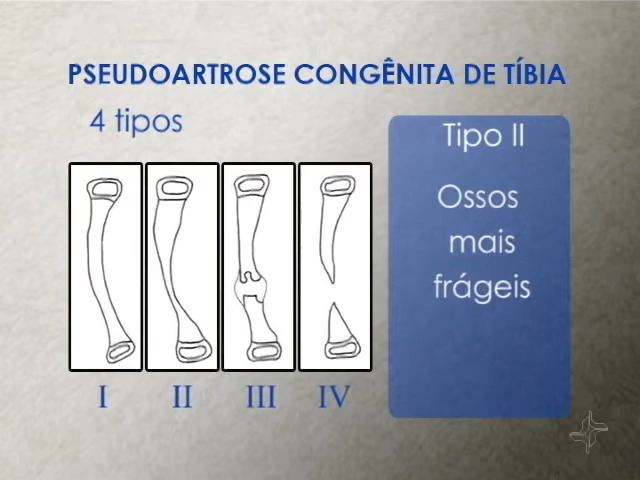 PSEUDOARTROSE CONGÊNITA DE TÍBIA
4 tipos
Tipo II
Ossos
mais
frágeis
I II III IV